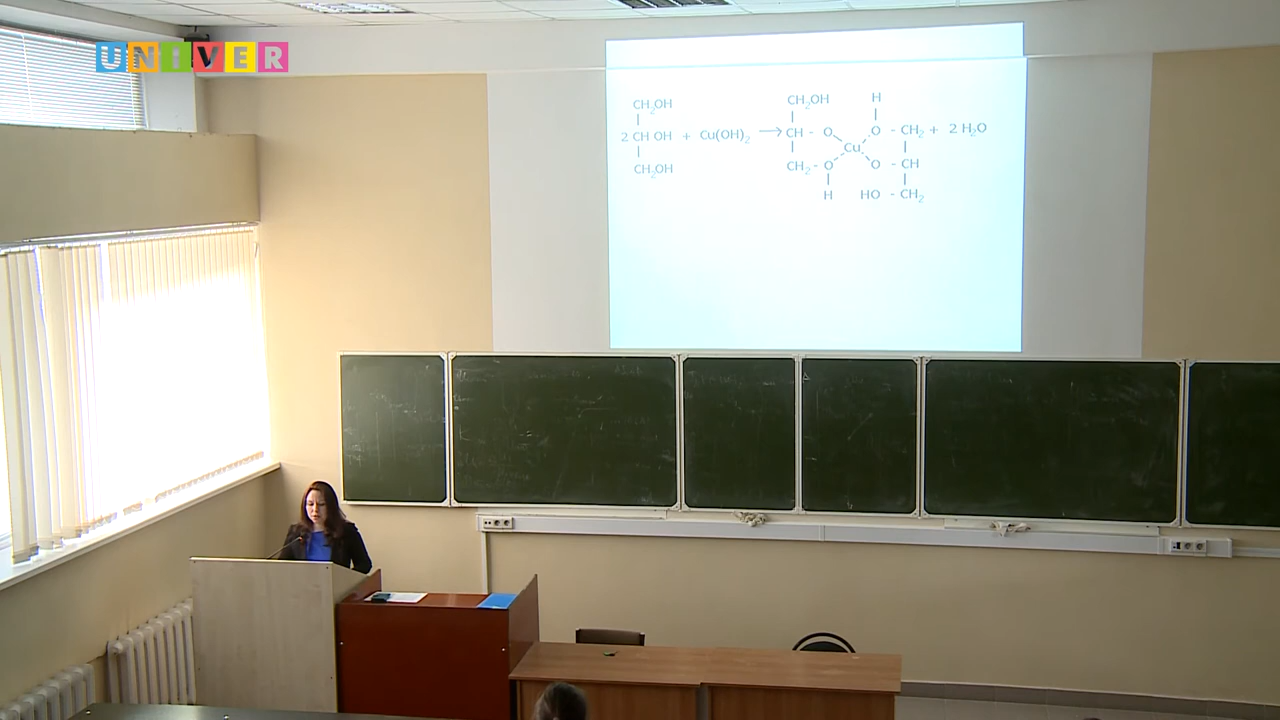 UNIVER
CH2OH CH2OH H
2 CH OH + Cu(OH)2 → CH - O O - CH2 + 2 H2O
Cu
CH2OH CH2 - O O - CH
H HO - CH2